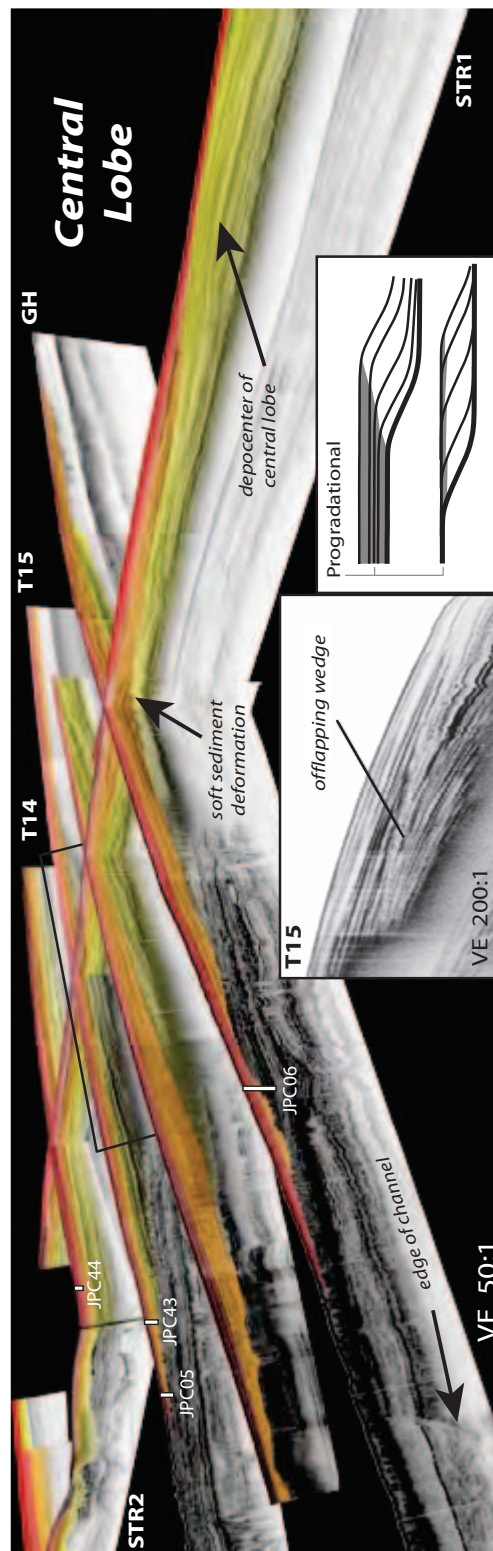 Central
Lobe
GH
T15
T14
STR1
STR2
depocenter of
central lobe
soft sediment
deformation
JPC44
JPC43
JPC05
JPC06
edge of channel
VE 50:1
T15
offlapping wedge
VE 200:1
Progradational